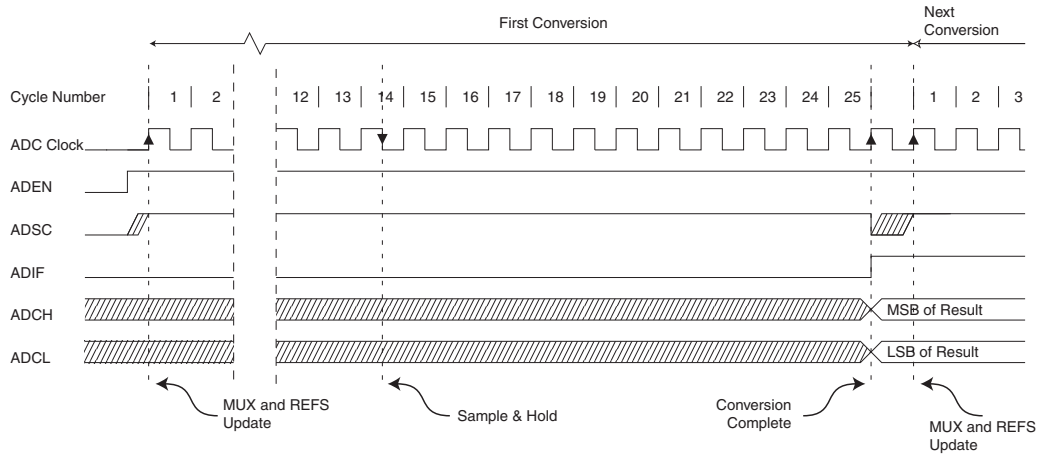 First Conversion
Next
Conversion
Cycle Number 1 2 12 13 14 15 16 17 18 19 20 21 22 23 24 25 1 2 3
ADC Clock
ADEN
ADSC
ADIF
ADCH MSB of Result
ADCL LSB of Result
MUX and REFS
Update
Sample & Hold
Conversion
Complete
MUX and REFS
Update